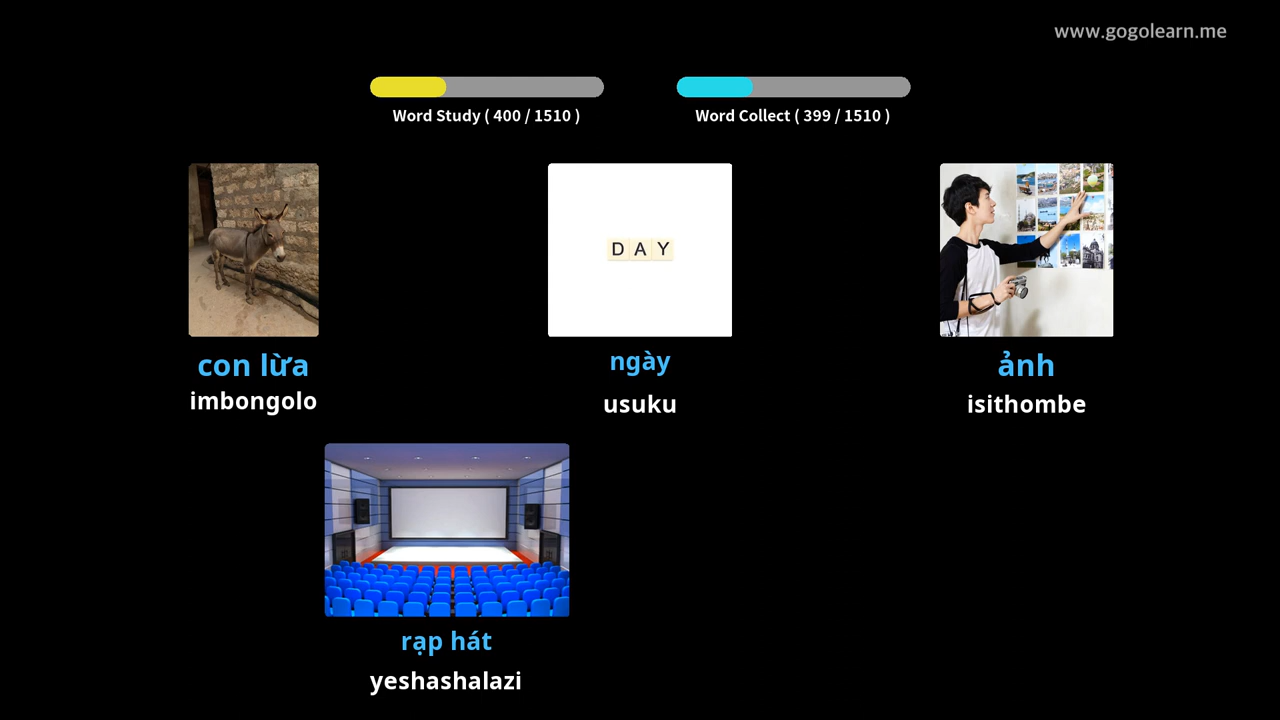 www.gogolearn.me
Word Study ( 400 / 1510 )
Word Collect ( 399 / 1510 )
DAY
con lừa
imbongolo
ngày
usuku
ảnh
isithombe
rạp hát
yeshashalazi